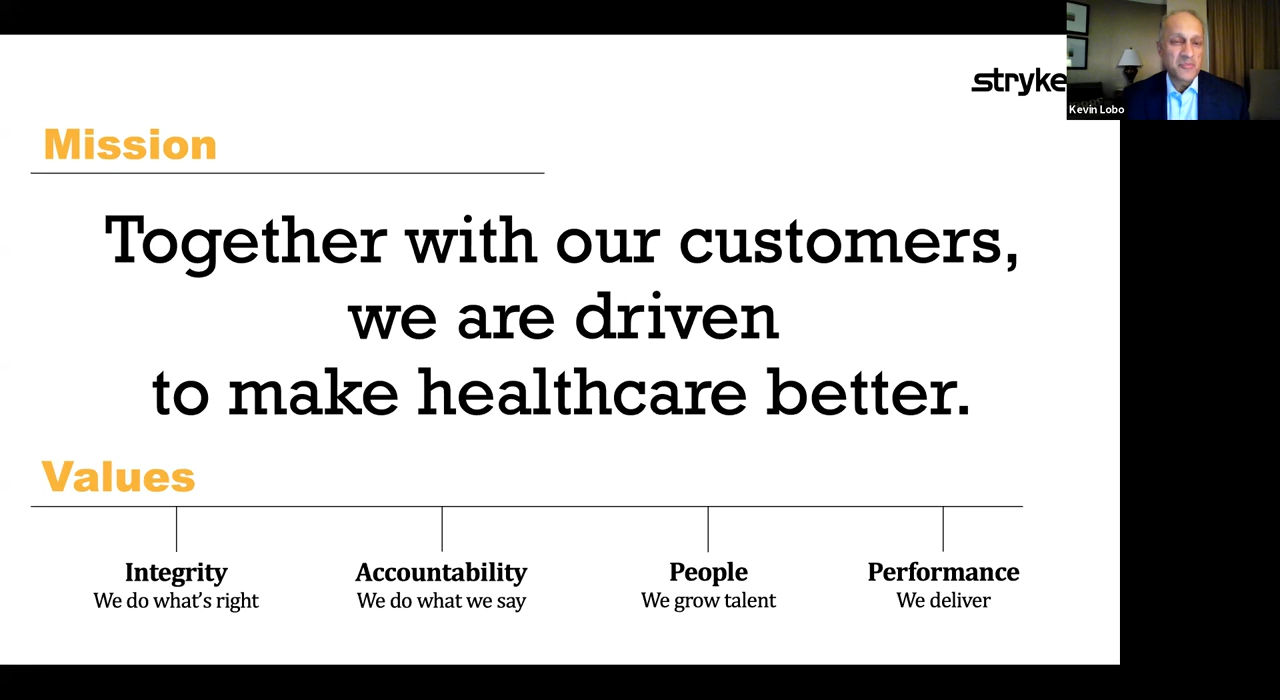 stryke
Kevin Lobo
Mission
Together with our customers,
we are driven
to make healthcare better.
Values
Integrity
We do what's right
Accountability
We do what we say
People
We grow talent
Performance
We deliver